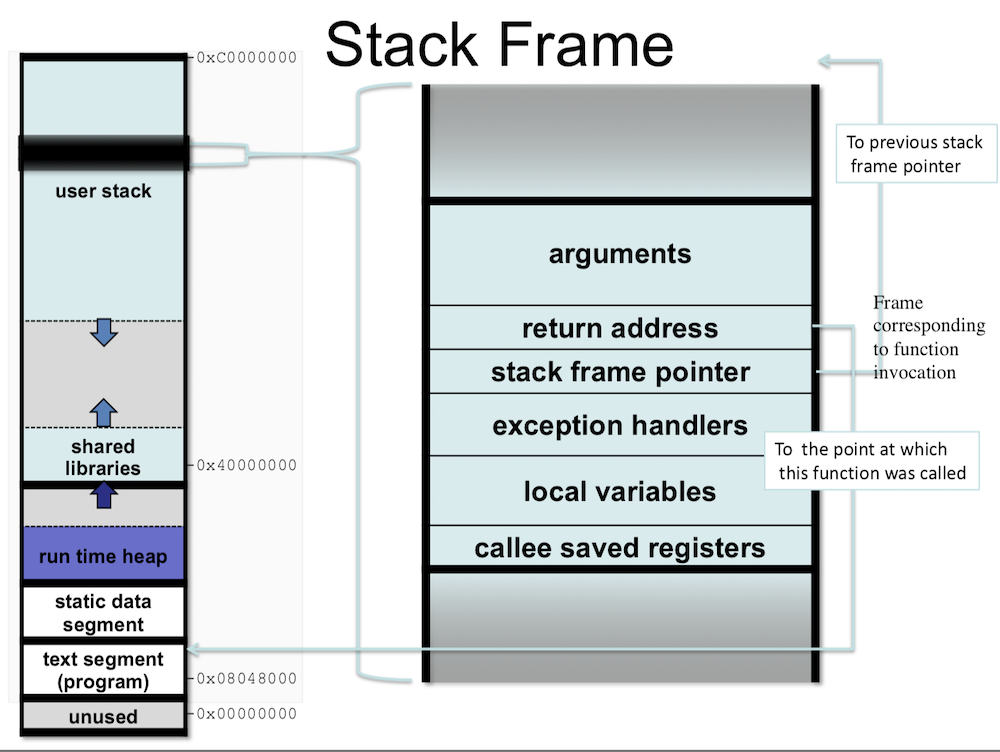 Stack Frame
0xC0000000
user stack
shared
libraries
0x40000000
run time heap
static data
segment
text segment
(program)
0x08048000
unused
0x00000000
arguments
return address
stack frame pointer
exception handlers
local variables
callee saved registers
To previous stack
frame pointer
Frame
corresponding
to function
invocation
To the point at which
this function was called